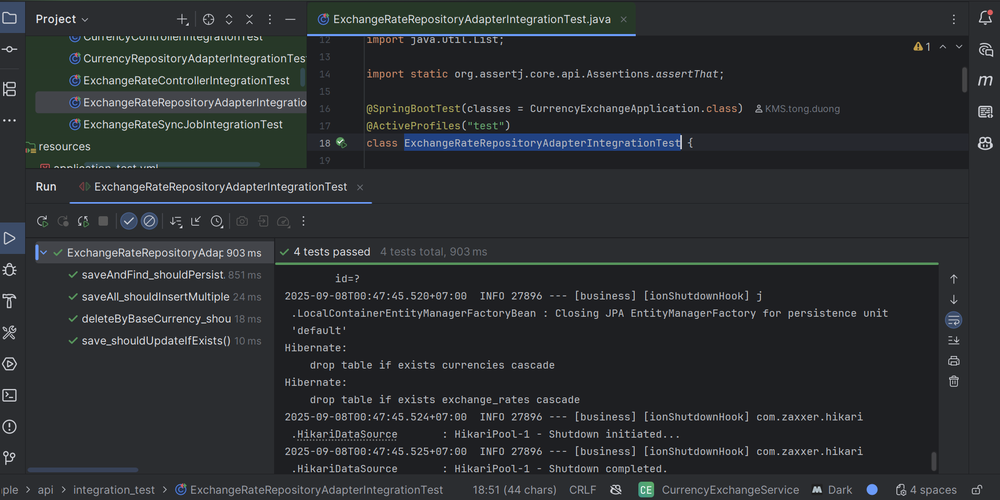 Project
CurrencyControllerIntegrationTest
CurrencyRepositoryAdapterIntegrationTest
ExchangeRateControllerIntegrationTest
ExchangeRateRepositoryAdapterIntegratio
ExchangeRateSyncJobIntegrationTest
resources
application_test.yml
ExchangeRateRepositoryAdapterIntegrationTest.java
1
12 import java.util.List;
13
14 import static org.assertj.core.api.Assertions.assertThat;
15
16 @SpringBootTest(classes = CurrencyExchangeApplication.class) KMS.tong.duong
17 @ActiveProfiles("test")
18 class ExchangeRateRepositoryAdapterIntegrationTest {
19
Run ExchangeRateRepositoryAdapterIntegrationTest
ExchangeRateRepositoryAdap 903 ms
saveAndFind_shouldPersist. 851 ms
saveAll_shouldInsertMultiple 24 ms
deleteByBaseCurrency_shou 18 ms
save_shouldUpdateIfExists() 10 ms
4 tests passed 4 tests total, 903 ms
id=?
2025-09-08T00:47:45.520+07:00  INFO 27896 --- [business] [ionShutdownHook] j
.LocalContainerEntityManagerFactoryBean : Closing JPA EntityManagerFactory for persistence unit
'default'
Hibernate:
drop table if exists currencies cascade
Hibernate:
drop table if exists exchange_rates cascade
2025-09-08T00:47:45.524+07:00  INFO 27896 --- [business] [ionShutdownHook] com.zaxxer.hikari
.HikariDataSource       : HikariPool-1 - Shutdown initiated...
2025-09-08T00:47:45.525+07:00  INFO 27896 --- [business] [ionShutdownHook] com.zaxxer.hikari
.HikariDataSource       : HikariPool-1 - Shutdown completed.
ple > api > integration_test > ExchangeRateRepositoryAdapterIntegrationTest 18:51 (44 chars) CRLF CE CurrencyExchangeService Dark 4 spaces